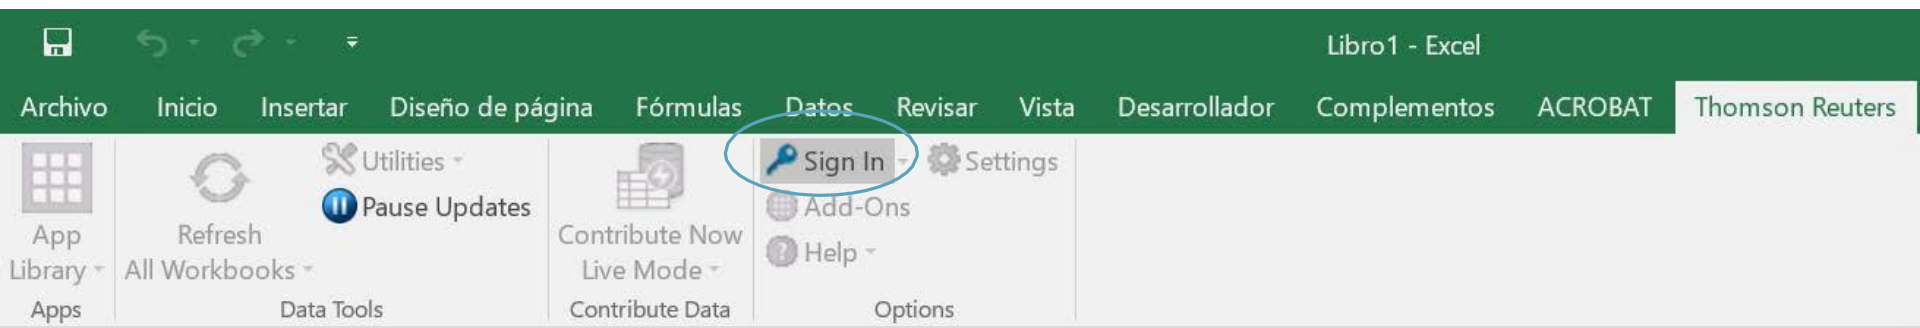 Libro1 - Excel
Archivo Inicio Insertar Diseño de página Fórmulas Datos Revisar Vista Desarrollador Complementos ACROBAT Thomson Reuters
App
Library
Apps
Refresh
All Workbooks
Utilities
Pause Updates
Data Tools
Contribute Now
Live Mode
Contribute Data
Sign In
Settings
Add-Ons
Help
Options